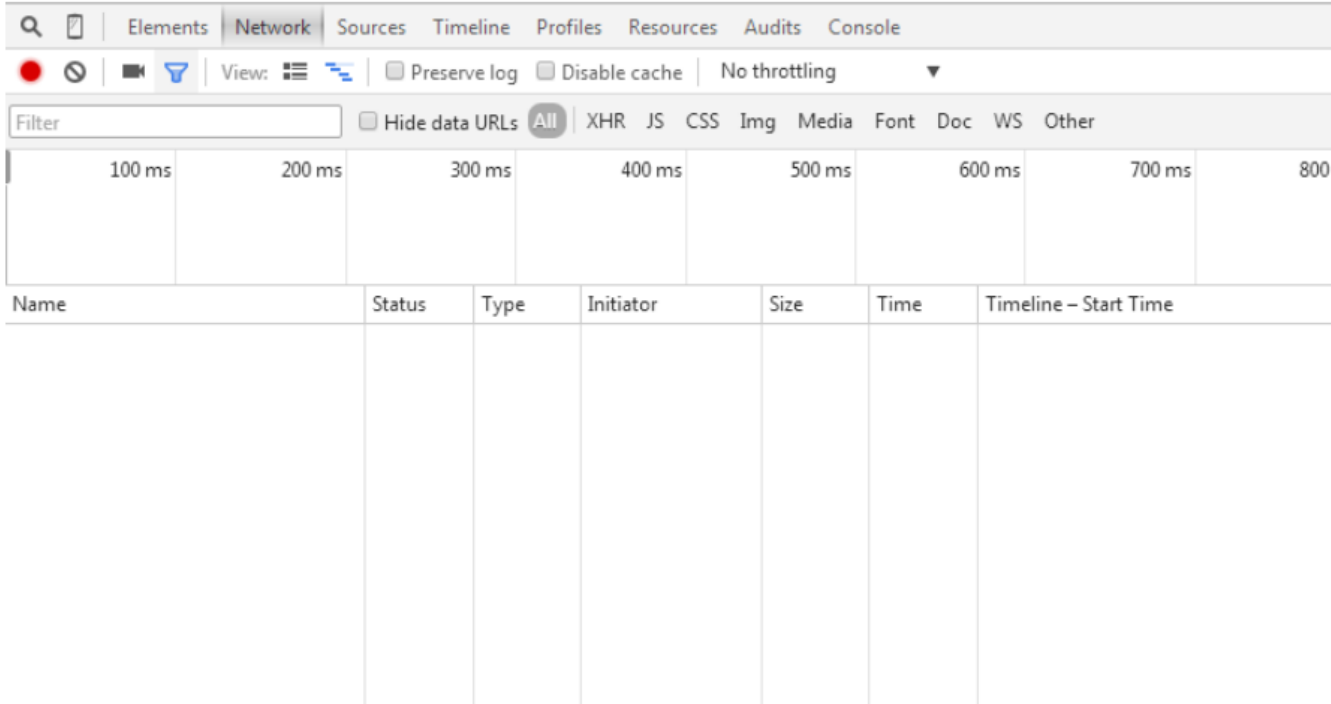 Elements Network Sources Timeline Profiles Resources Audits Console
View: Preserve log Disable cache No throttling
Filter Hide data URLs All XHR JS CSS Img Media Font Doc WS Other
100 ms 200 ms 300 ms 400 ms 500 ms 600 ms 700 ms 800
Name Status Type Initiator Size Time Timeline – Start Time